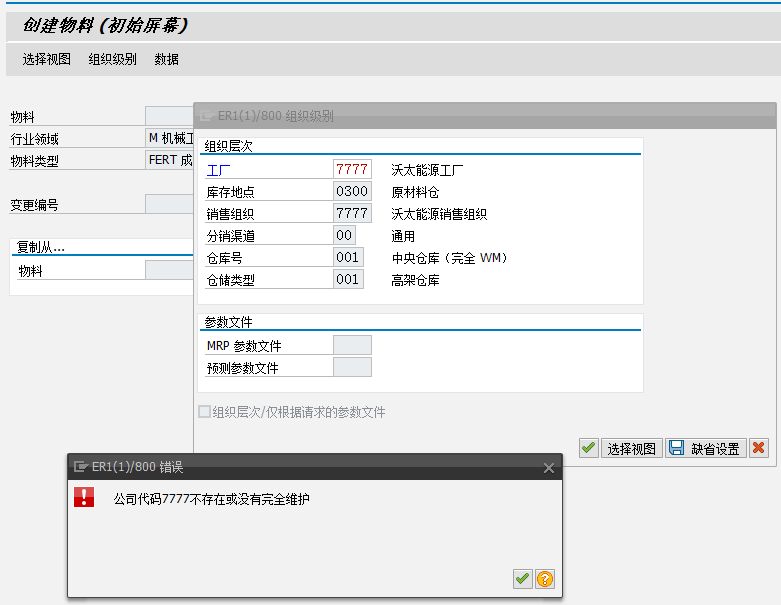 创建物料 (初始屏幕)
选择视图 组织级别 数据
物料
行业领域 M 机械工
物料类型 FERT 成
变更编号
复制从...
物料
ER1(1)/800 组织级别
组织层次
工厂 7777 沃太能源工厂
库存地点 0300 原材料仓
销售组织 7777 沃太能源销售组织
分销渠道 00 通用
仓库号 001 中央仓库（完全 WM）
仓储类型 001 高架仓库
参数文件
MRP 参数文件
预测参数文件
组织层次/仅根据请求的参数文件
选择视图 缺省设置
ER1(1)/800 错误
公司代码7777不存在或没有完全维护